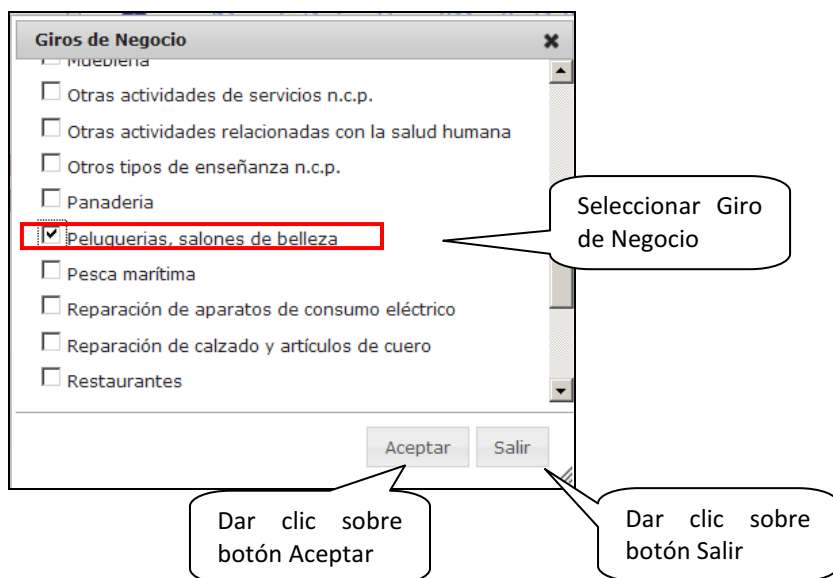 Giros de Negocio
Muebleria
Otras actividades de servicios n.c.p.
Otras actividades relacionadas con la salud humana
Otros tipos de enseñanza n.c.p.
Panaderia
Peluquerias, salones de belleza
Pesca marítima
Reparación de aparatos de consumo eléctrico
Reparación de calzado y artículos de cuero
Restaurantes
Seleccionar Giro
de Negocio
Aceptar
Salir
Dar clic sobre
botón Aceptar
Dar clic sobre
botón Salir